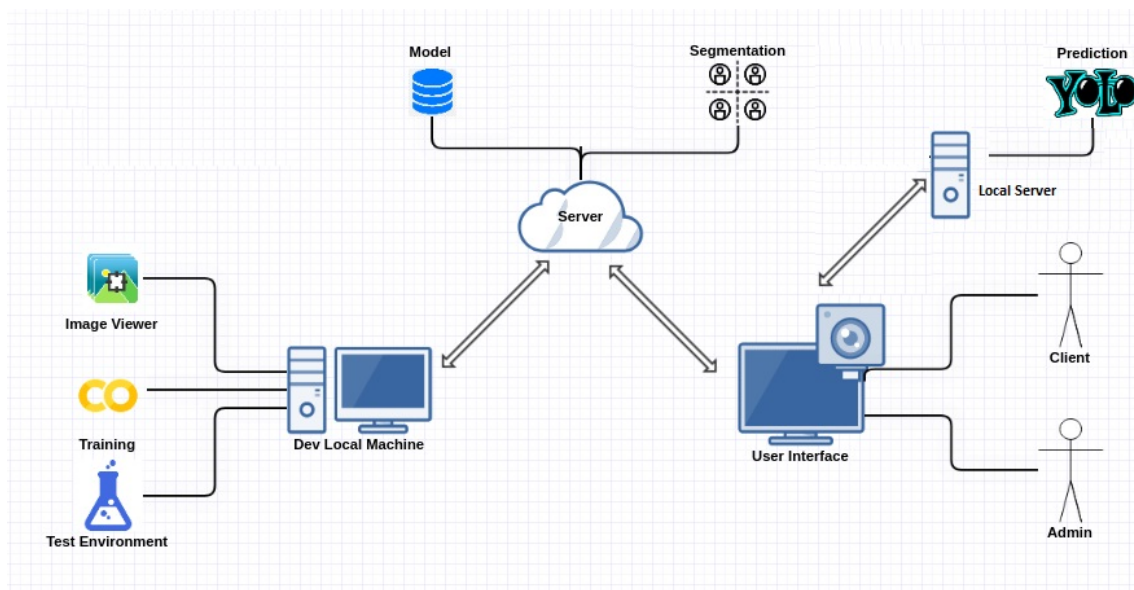 Model
Segmentation
Prediction
YOLO
Local Server
Server
Image Viewer
Client
CO
Training
Dev Local Machine
User Interface
Test Environment
Admin